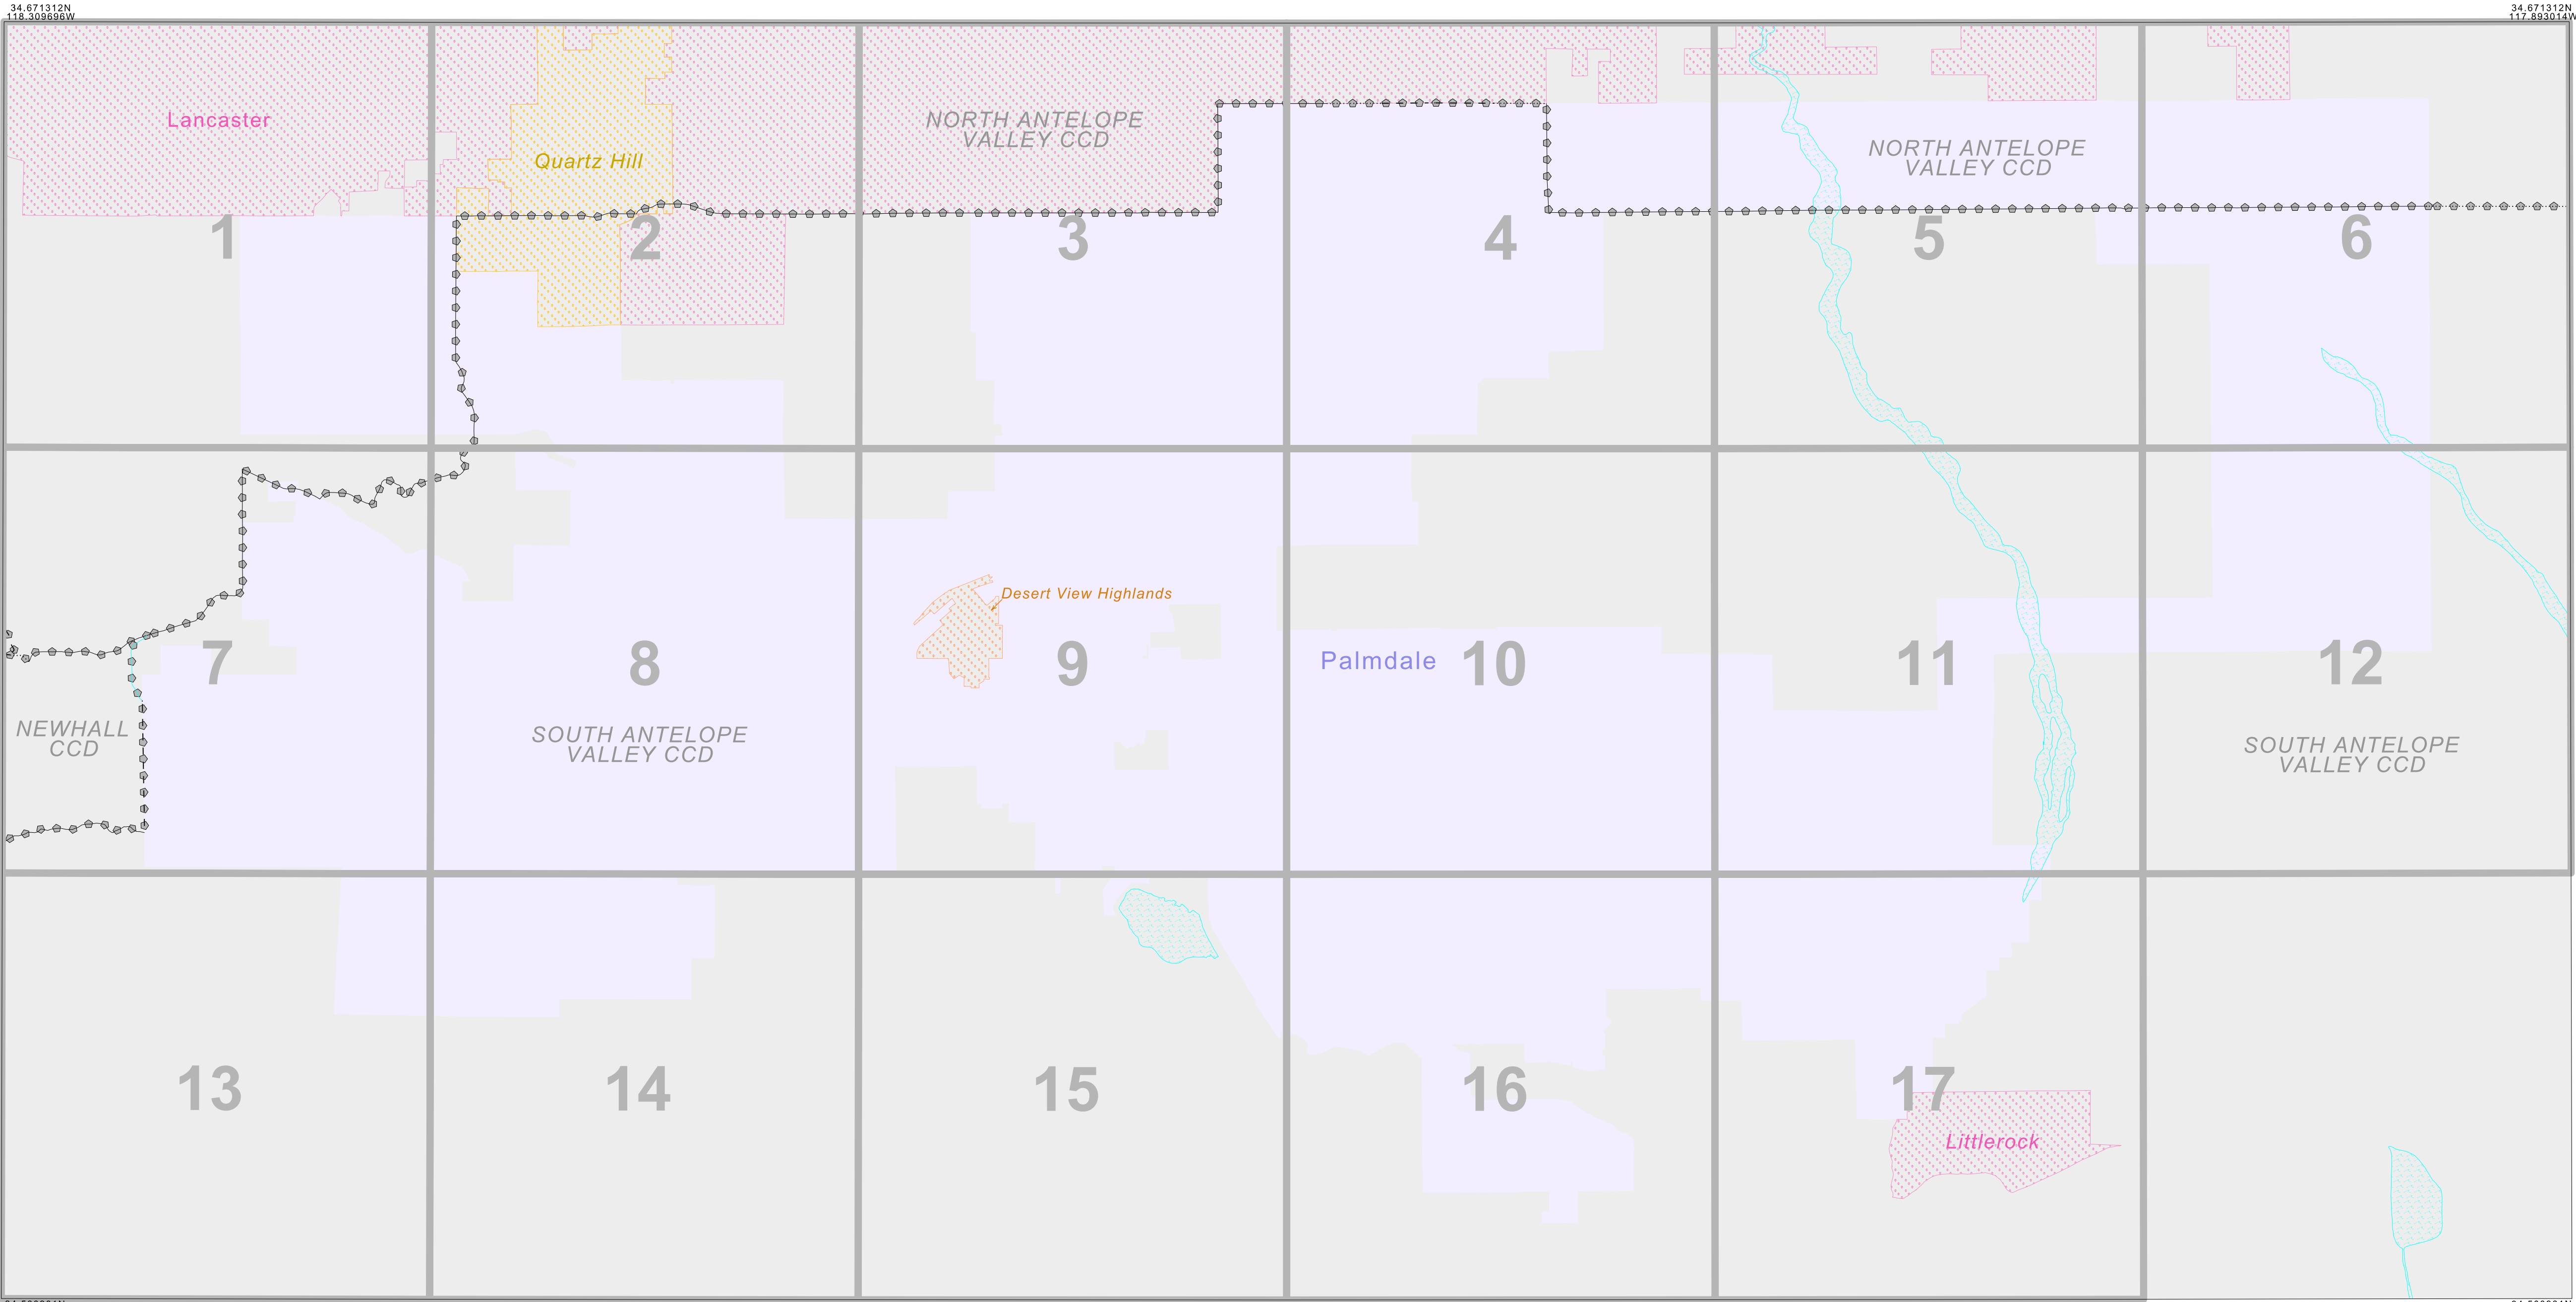 34.671312N
118.309696W
34.671312N
117.893014W
Lancaster
Quartz Hill
NORTH ANTELOPE
VALLEY CCD
NORTH ANTELOPE
VALLEY CCD
1
2
3
4
5
6
Desert View Highlands
7
8
9
Palmdale
10
11
12
NEWHALL
CCD
SOUTH ANTELOPE
VALLEY CCD
SOUTH ANTELOPE
VALLEY CCD
13
14
15
16
17
Littlerock